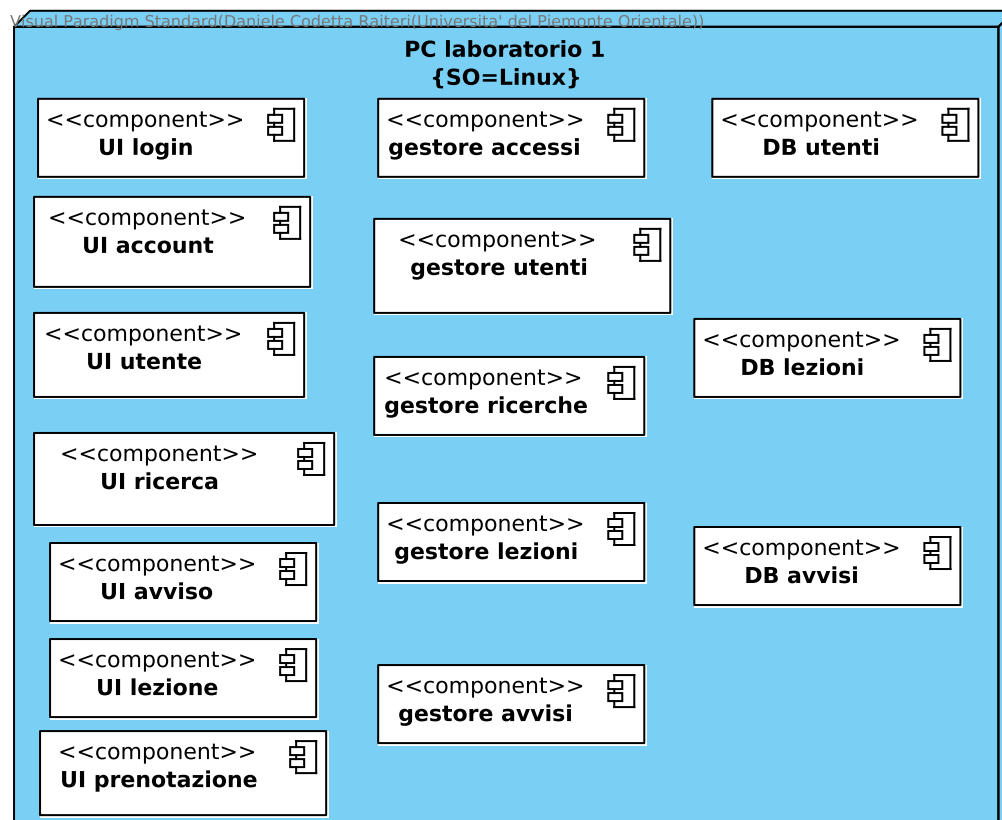 Visual Paradigm Standard(Daniele Codetta Raiteri(Universita' del Piemonte Orientale))
PC laboratorio 1
{SO=Linux}
<<component>>
UI login
<<component>>
gestore accessi
<<component>>
DB utenti
<<component>>
UI account
<<component>>
gestore utenti
<<component>>
UI utente
<<component>>
DB lezioni
<<component>>
gestore ricerche
<<component>>
UI ricerca
<<component>>
gestore lezioni
<<component>>
DB avvisi
<<component>>
UI avviso
<<component>>
UI lezione
<<component>>
gestore avvisi
<<component>>
UI prenotazione